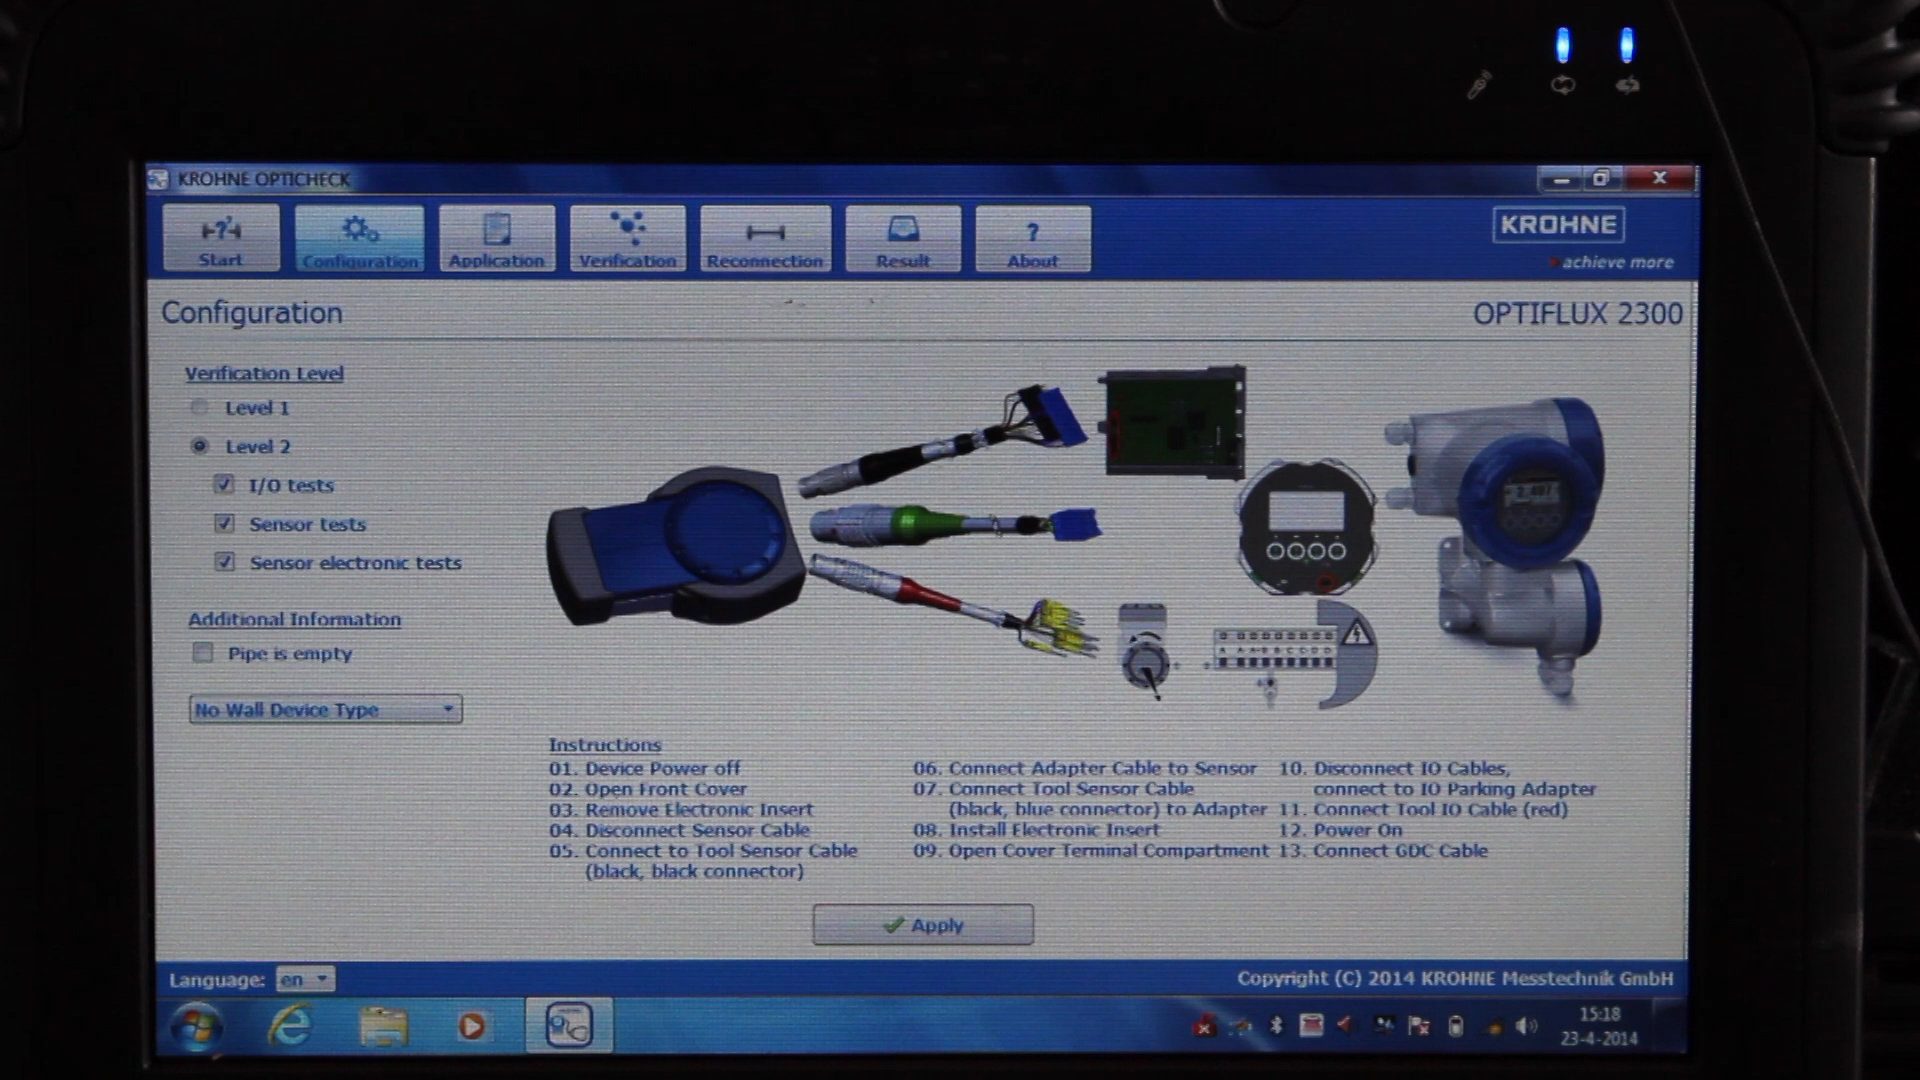 KROHNE OPTICHECK
Start
Configuration
Application
Verification
Reconnection
Result
?
About
KROHNE
achieve more
Configuration
OPTIFLUX 2300
Verification Level
Level 1
Level 2
I/O tests
Sensor tests
Sensor electronic tests
Additional Information
Pipe is empty
No Wall Device Type
Instructions
01. Device Power off
02. Open Front Cover
03. Remove Electronic Insert
04. Disconnect Sensor Cable
05. Connect to Tool Sensor Cable
(black, black connector)
06. Connect Adapter Cable to Sensor
07. Connect Tool Sensor Cable
(black, blue connector) to Adapter
08. Install Electronic Insert
09. Open Cover Terminal Compartment
10. Disconnect IO Cables,
connect to IO Parking Adapter
11. Connect Tool IO Cable (red)
12. Power On
13. Connect GDC Cable
Apply
Language: en
Copyright (C) 2014 KROHNE Messtechnik GmbH
15:18
23-4-2014